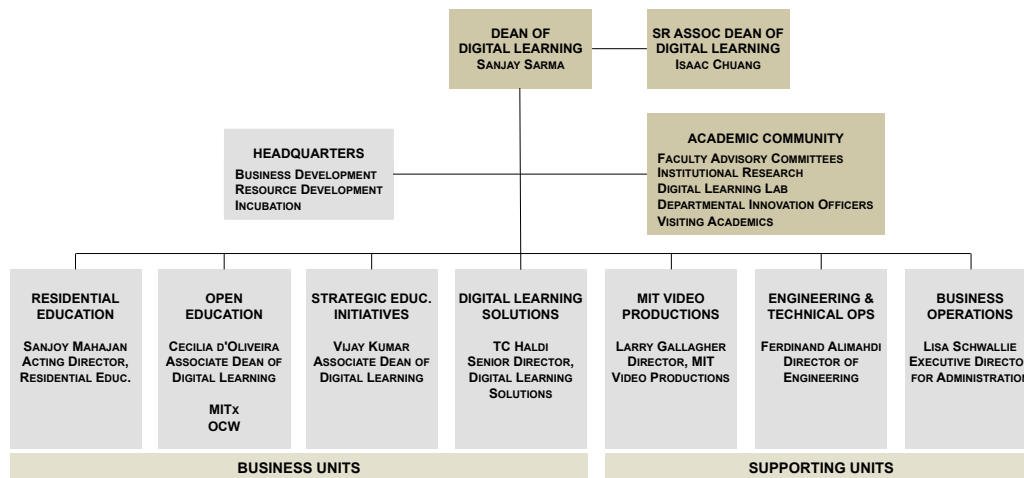 DEAN OF
DIGITAL LEARNING
SANJAY SARMA
SR ASSOC DEAN OF
DIGITAL LEARNING
ISAAC CHUANG
HEADQUARTERS
BUSINESS DEVELOPMENT
RESOURCE DEVELOPMENT
INCUBATION
ACADEMIC COMMUNITY
FACULTY ADVISORY COMMITTEES
INSTITUTIONAL RESEARCH
DIGITAL LEARNING LAB
DEPARTMENTAL INNOVATION OFFICERS
VISITING ACADEMICS
RESIDENTIAL
EDUCATION
SANJOY MAHAJAN
ACTING DIRECTOR,
RESIDENTIAL EDUC.
OPEN
EDUCATION
CECILIA D'OLIVEIRA
ASSOCIATE DEAN OF
DIGITAL LEARNING
MITX
OCW
STRATEGIC EDUC.
INITIATIVES
VIJAY KUMAR
ASSOCIATE DEAN OF
DIGITAL LEARNING
DIGITAL LEARNING
SOLUTIONS
TC HALDI
SENIOR DIRECTOR,
DIGITAL LEARNING
SOLUTIONS
MIT VIDEO
PRODUCTIONS
LARRY GALLAGHER
DIRECTOR, MIT
VIDEO PRODUCTIONS
ENGINEERING &
TECHNICAL OPS
FERDINAND ALIMAHDI
DIRECTOR OF
ENGINEERING
BUSINESS
OPERATIONS
LISA SCHWALLIE
EXECUTIVE DIRECTOR
FOR ADMINISTRATION
BUSINESS UNITS
SUPPORTING UNITS